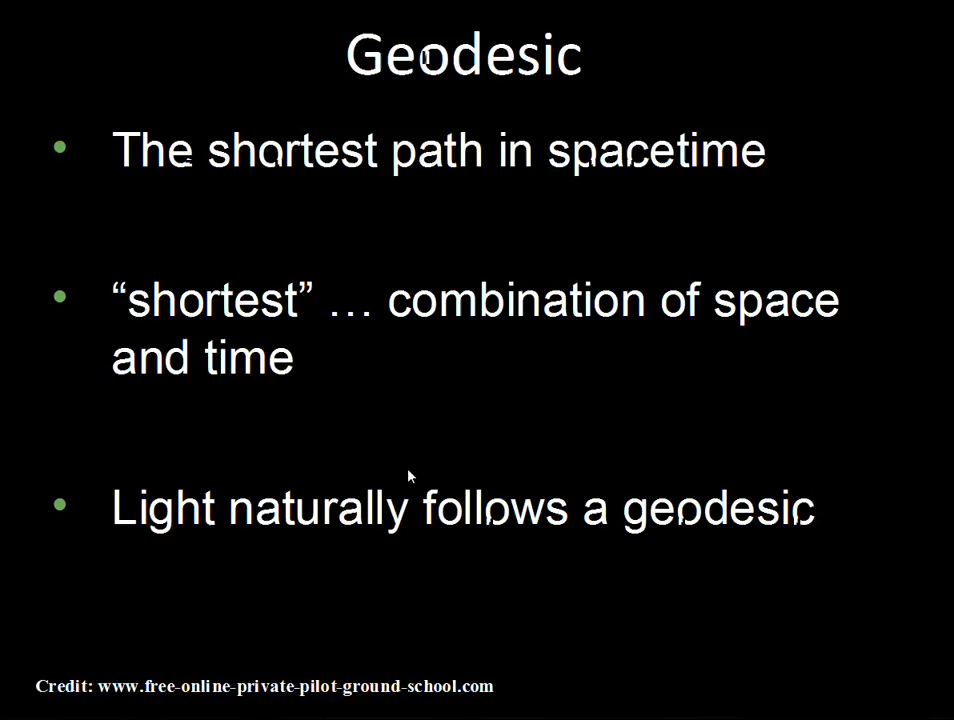 Geodesic
• The shortest path in spacetime
• “shortest” … combination of space
and time
• Light naturally follows a geodesic
Credit: www.free-online-private-pilot-ground-school.com